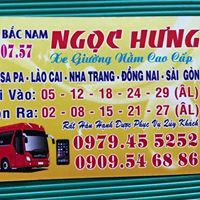 BẮC NAM
NGỌC HƯNG
07.57
Xe Giường Nằm Cao Cấp
SA PA - LÀO CAI - NHA TRANG - ĐỒNG NAI - SÀI GÒN
i Vào: 05 - 12 - 18 - 24 - 29 (ÂL)
n Ra: 02 - 08 - 15 - 21 - 27 (ÂL)
Rất Hân Hạnh Được Phục Vụ Quý Khách
0979.45 5252
0909.54 68 86